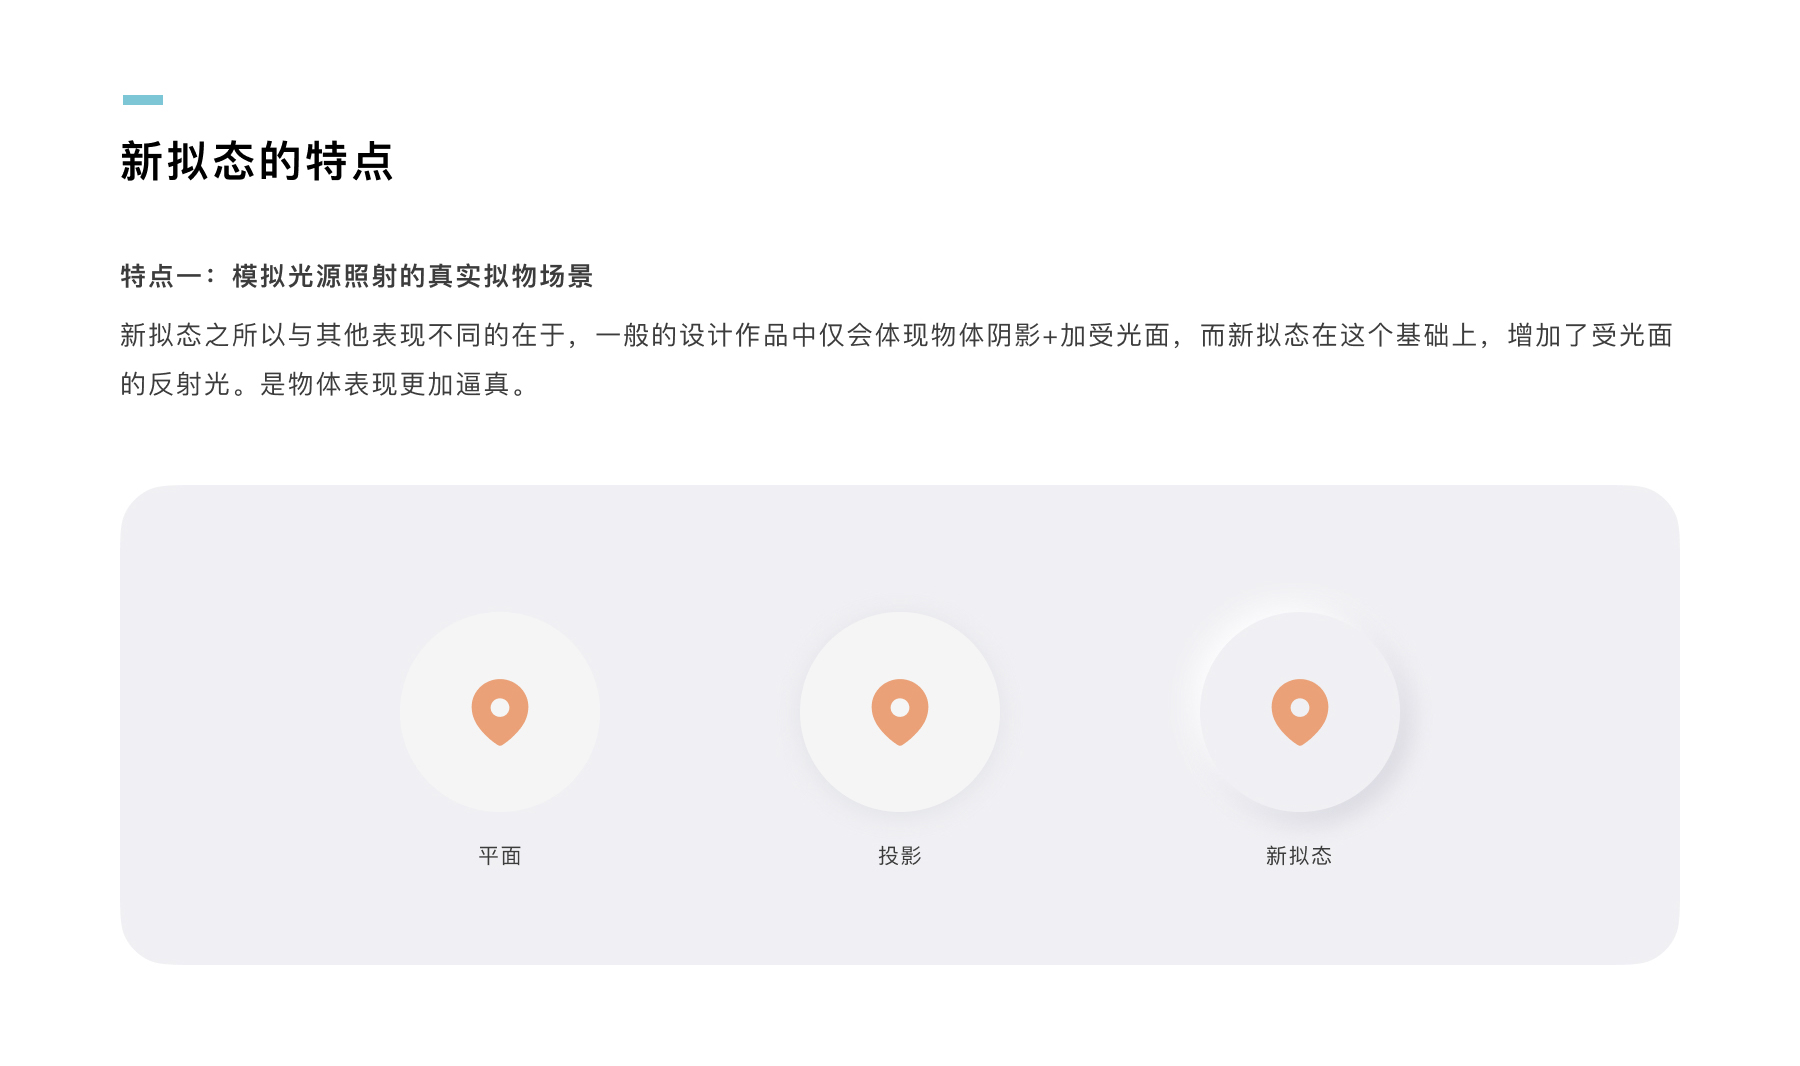 新拟态的特点
特点一：模拟光源照射的真实拟物场景
新拟态之所以与其他表现不同的在于，一般的设计作品中仅会体现物体阴影+加受光面，而新拟态在这个基础上，增加了受光面
的反射光。是物体表现更加逼真。
平面
投影
新拟态